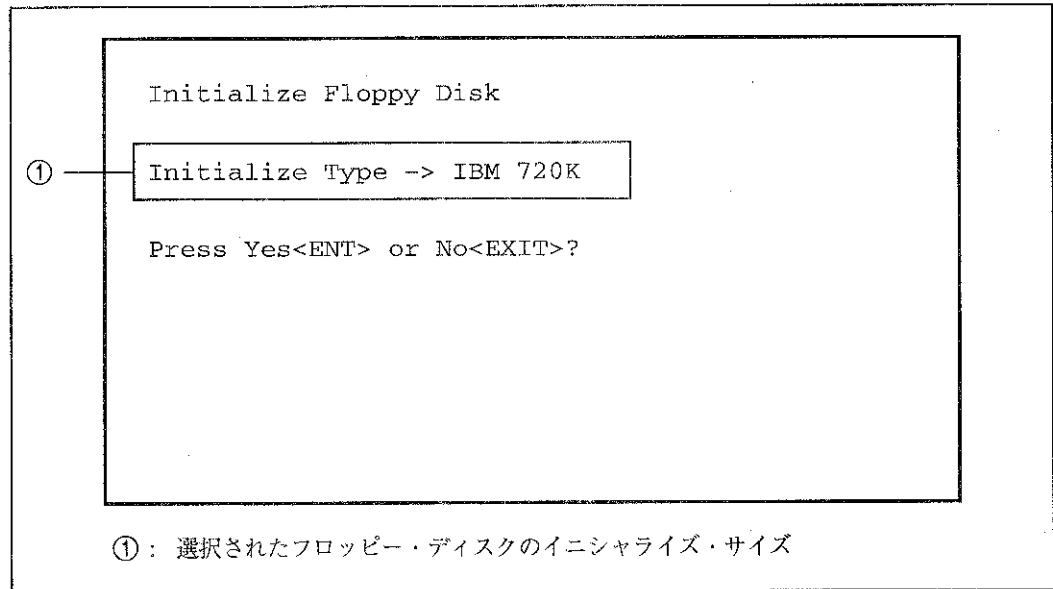 Initialize Floppy Disk
① Initialize Type -> IBM 720K
Press Yes<ENT> or No<EXIT>?
①： 選択されたフロッピー・ディスクのイニシャライズ・サイズ